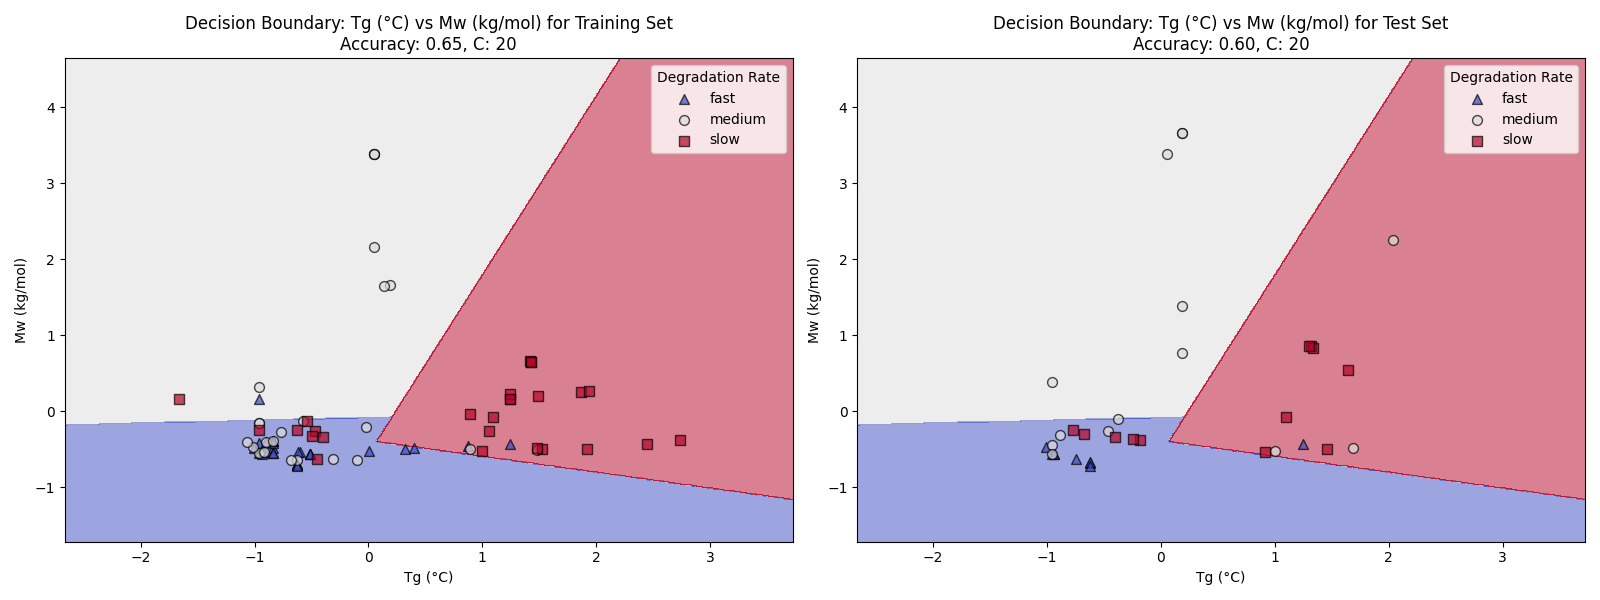 Decision Boundary: Tg (°C) vs Mw (kg/mol) for Training Set
Accuracy: 0.65, C: 20
Degradation Rate
fast
medium
slow
4
3
2
1
0
−1
Mw (kg/mol)
−2
−1
0
1
2
3
Tg (°C)
Decision Boundary: Tg (°C) vs Mw (kg/mol) for Test Set
Accuracy: 0.60, C: 20
Degradation Rate
fast
medium
slow
4
3
2
1
0
−1
Mw (kg/mol)
−2
−1
0
1
2
3
Tg (°C)